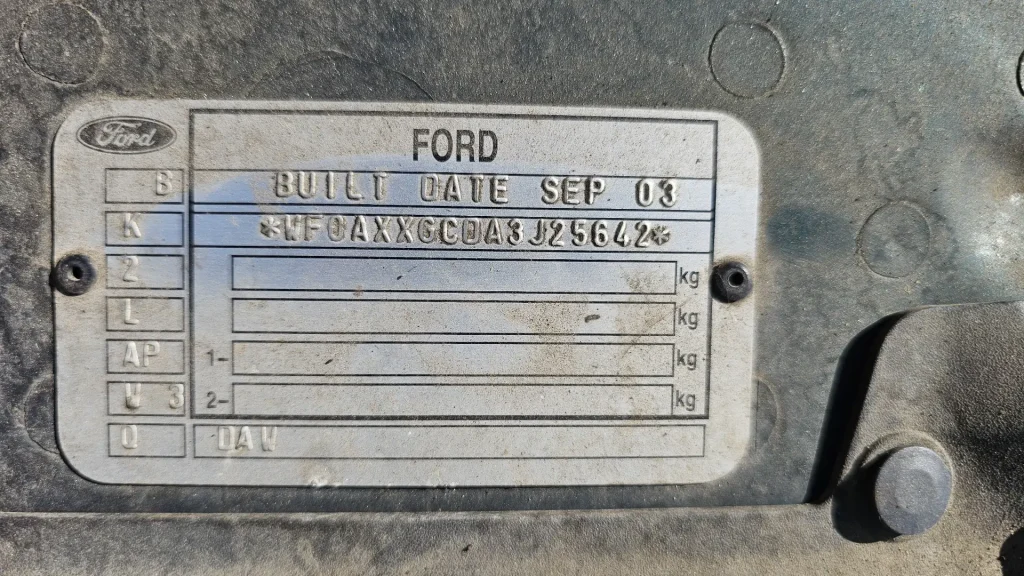 Ford
FORD
B BUILT DATE SEP 03
K *WF0AXXGCDA3J25642*
2 kg
L kg
AP 1- kg
W 3 2- kg
Q DAW